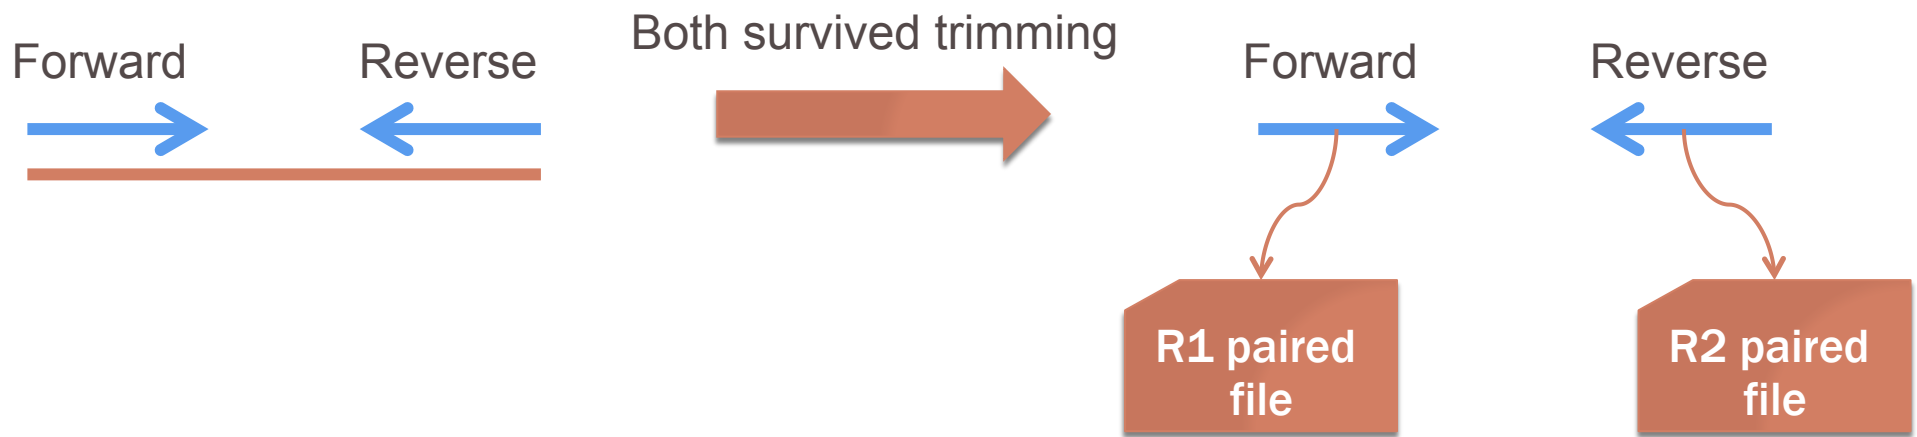 Forward
Reverse
Both survived trimming
Forward
Reverse
R1 paired
file
R2 paired
file